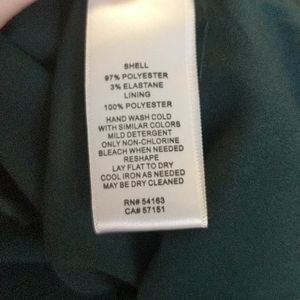 SHELL
97% POLYESTER
3% ELASTANE
LINING
100% POLYESTER
HAND WASH COLD
WITH SIMILAR COLORS
MILD DETERGENT
ONLY NON-CHLORINE
BLEACH WHEN NEEDED
RESHAPE
LAY FLAT TO DRY
COOL IRON AS NEEDED
MAY BE DRY CLEANED
RN# 54163
CA# 57151